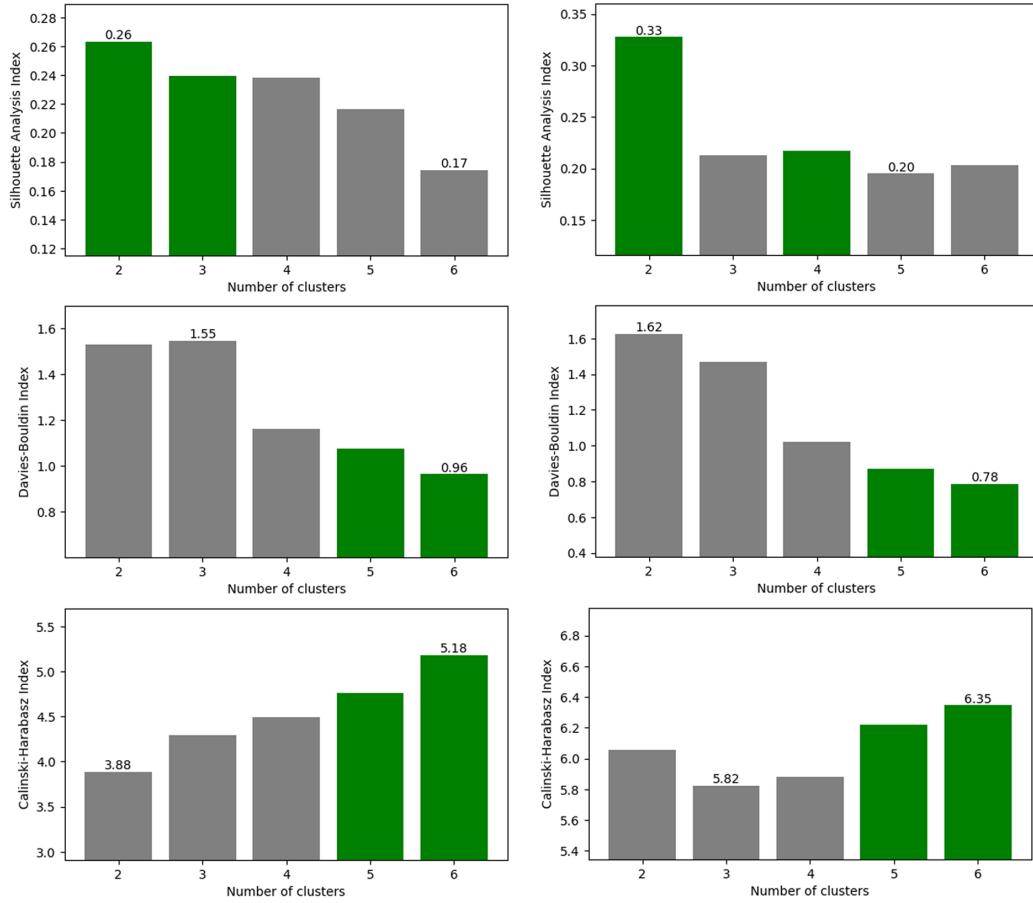 Silhouette Analysis Index
0.28
0.26
0.24
0.22
0.20
0.18
0.16
0.14
0.12
0.26
0.17
2 3 4 5 6
Number of clusters
Silhouette Analysis Index
0.35
0.30
0.25
0.20
0.15
0.33
0.20
2 3 4 5 6
Number of clusters
Davies-Bouldin Index
1.6
1.4
1.2
1.0
0.8
1.55
0.96
2 3 4 5 6
Number of clusters
Davies-Bouldin Index
1.6
1.4
1.2
1.0
0.8
0.6
0.4
1.62
0.78
2 3 4 5 6
Number of clusters
Calinski-Harabasz Index
5.5
5.0
4.5
4.0
3.5
3.0
3.88
5.18
2 3 4 5 6
Number of clusters
Calinski-Harabasz Index
6.8
6.6
6.4
6.2
6.0
5.8
5.6
5.4
5.82
6.35
2 3 4 5 6
Number of clusters